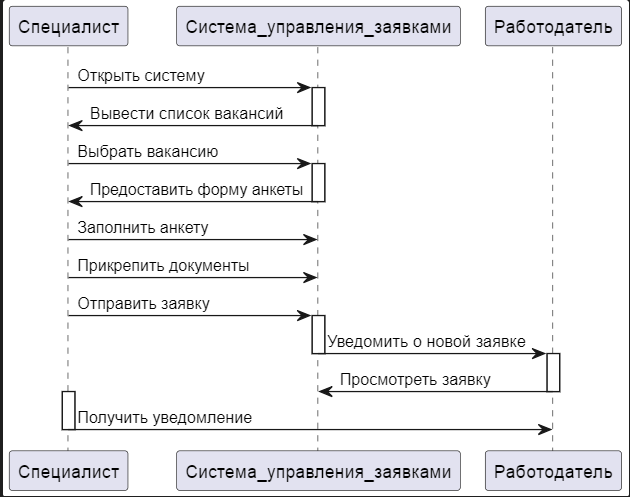 Специалист
Система_управления_заявками
Работодатель
Открыть систему
Вывести список вакансий
Выбрать вакансию
Предоставить форму анкеты
Заполнить анкету
Прикрепить документы
Отправить заявку
Уведомить о новой заявке
Просмотреть заявку
Получить уведомление
Специалист
Система_управления_заявками
Работодатель